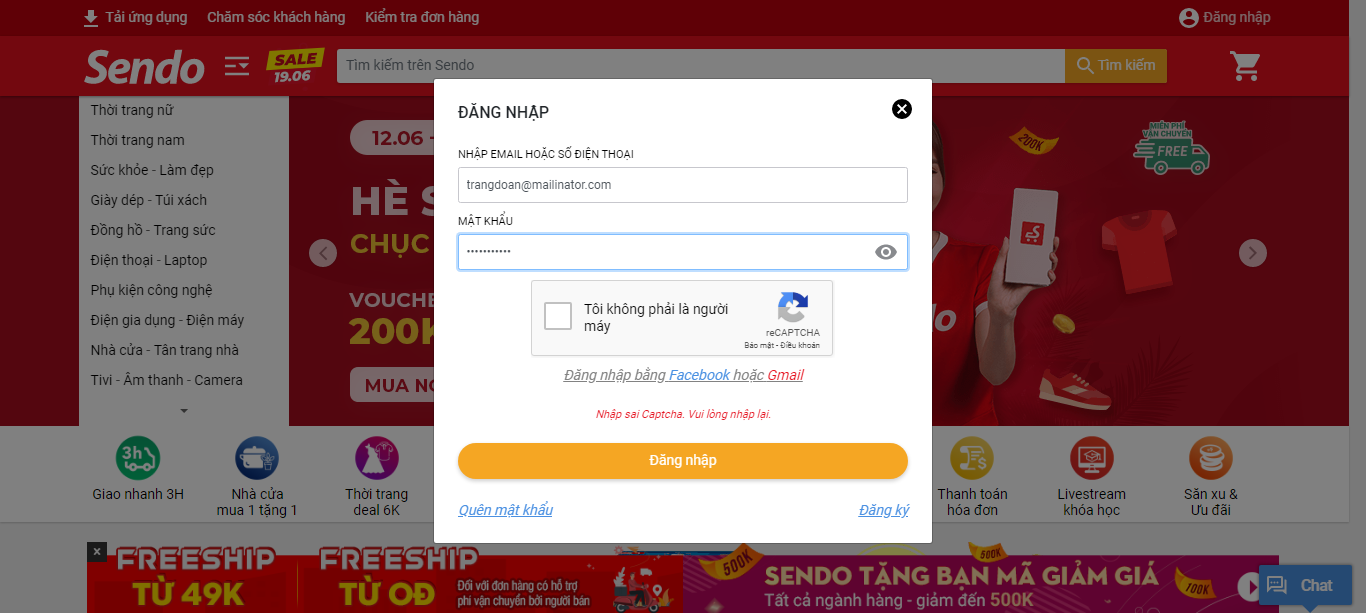 Tải ứng dụng
Chăm sóc khách hàng
Kiểm tra đơn hàng
Đăng nhập
Sendo
SALE
19.06
Tìm kiếm trên Sendo
Tìm kiếm
Thời trang nữ
Thời trang nam
Sức khỏe - Làm đẹp
Giày dép - Túi xách
Đồng hồ - Trang sức
Điện thoại - Laptop
Phụ kiện công nghệ
Điện gia dụng - Điện máy
Nhà cửa - Tân trang nhà
Tivi - Âm thanh - Camera
12.06 -
HÈ S
CHỤC
VOUCHE
200K
MUA NG
ĐĂNG NHẬP
NHẬP EMAIL HOẶC SỐ ĐIỆN THOẠI
trangdoan@mailinator.com
MẬT KHẨU
•••••••••••
Tôi không phải là người
máy
reCAPTCHA
Bảo mật - Điều khoản
Đăng nhập bằng Facebook hoặc Gmail
Nhập sai Captcha. Vui lòng nhập lại.
Đăng nhập
Quên mật khẩu
Đăng ký
200K
MIỄN PHÍ
VẬN CHUYỂN
FREE
do
3h
Giao nhanh 3H
Nhà cửa
mua 1 tặng 1
Thời trang
deal 6K
Thanh toán
hóa đơn
Livestream
khóa học
Săn xu &
Ưu đãi
FREESHIP
TỪ 49K
FREESHIP
TỪ 0Đ
Đối với đơn hàng có hỗ trợ
phí vận chuyển bởi người bán
500K
500K
SENDO TẶNG BẠN MÃ GIẢM GIÁ
Tất cả ngành hàng - giảm đến 500K
100K
Chat